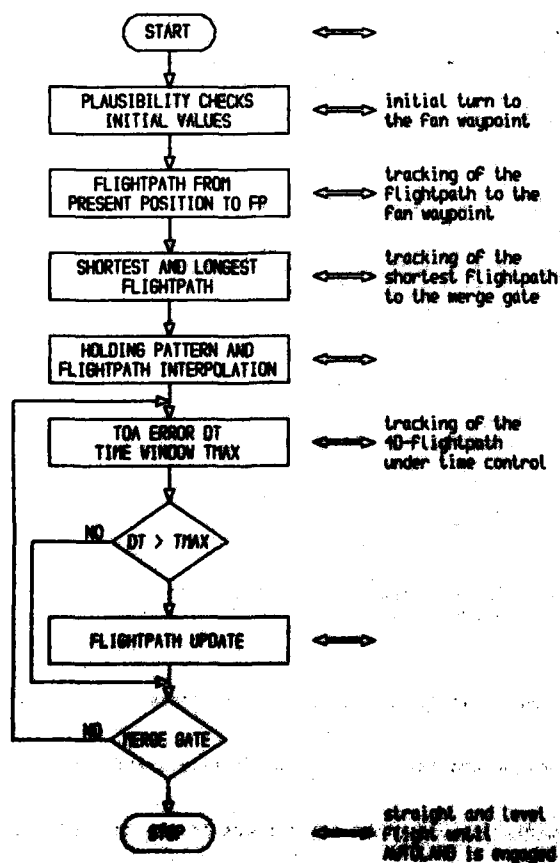 START
PLAUSIBILITY CHECKS
INITIAL VALUES
initial turn to
the fan waypoint
FLIGHTPATH FROM
PRESENT POSITION TO FP
tracking of the
flightpath to the
fan waypoint
SHORTEST AND LONGEST
FLIGHTPATH
tracking of the
shortest flightpath
to the merge gate
HOLDING PATTERN AND
FLIGHTPATH INTERPOLATION
TOA ERROR DT
TIME WINDOW TMAX
tracking of the
4D-flightpath
under time control
NO
DT > TMAX
FLIGHTPATH UPDATE
NO
MERGE GATE
STOP
straight and level
flight until
AUTOLAND is engaged